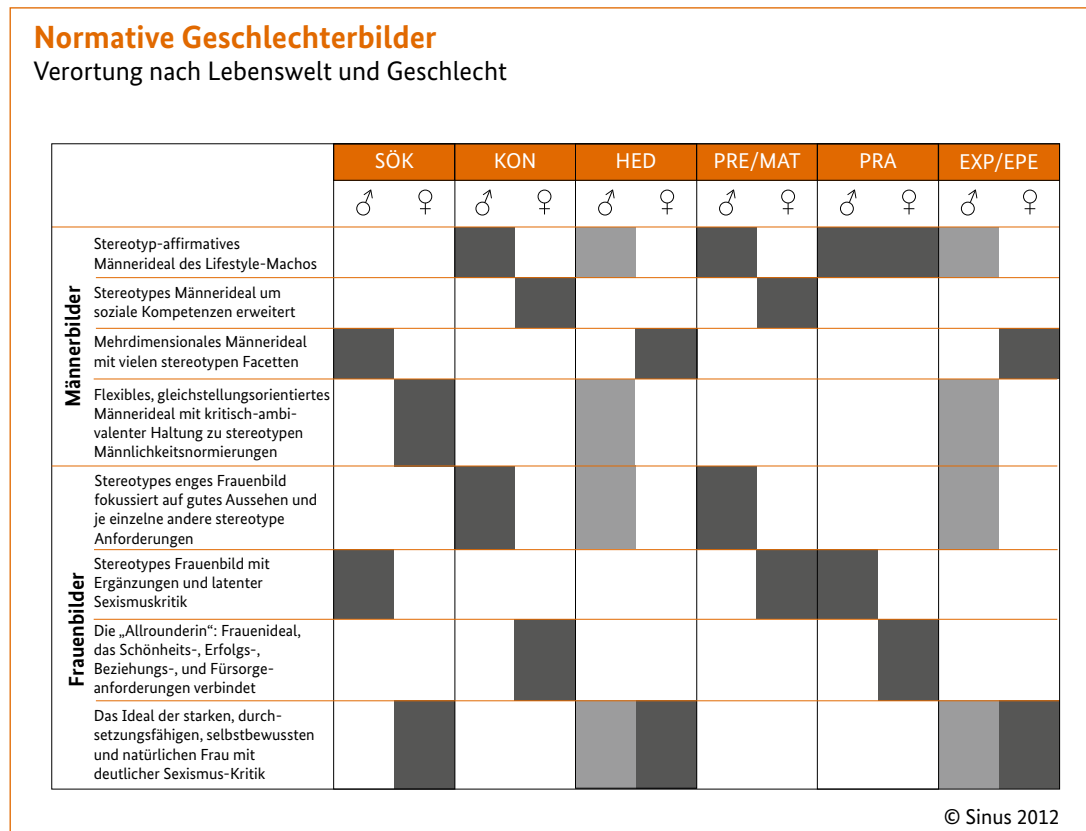 Normative Geschlechterbilder
Verortung nach Lebenswelt und Geschlecht
SÖK KON HED PRE/MAT PRA EXP/EPE
♂ ♀ ♂ ♀ ♂ ♀ ♂ ♀ ♂ ♀ ♂ ♀
Männerbilder
Stereotyp-affirmatives
Männerideal des Lifestyle-Machos
Stereotypes Männerideal um
soziale Kompetenzen erweitert
Mehrdimensionales Männerideal
mit vielen stereotypen Facetten
Flexibles, gleichstellungsorientiertes
Männerideal mit kritisch-ambi-
valenter Haltung zu stereotypen
Männlichkeitsnormierungen
Frauenbilder
Stereotypes enges Frauenbild
fokussiert auf gutes Aussehen und
je einzelne andere stereotype
Anforderungen
Stereotypes Frauenbild mit
Ergänzungen und latenter
Sexismuskritik
Die „Allrounderin“: Frauenideal,
das Schönheits-, Erfolgs-,
Beziehungs-, und Fürsorge-
anforderungen verbindet
Das Ideal der starken, durch-
setzungsfähigen, selbstbewussten
und natürlichen Frau mit
deutlicher Sexismus-Kritik
© Sinus 2012